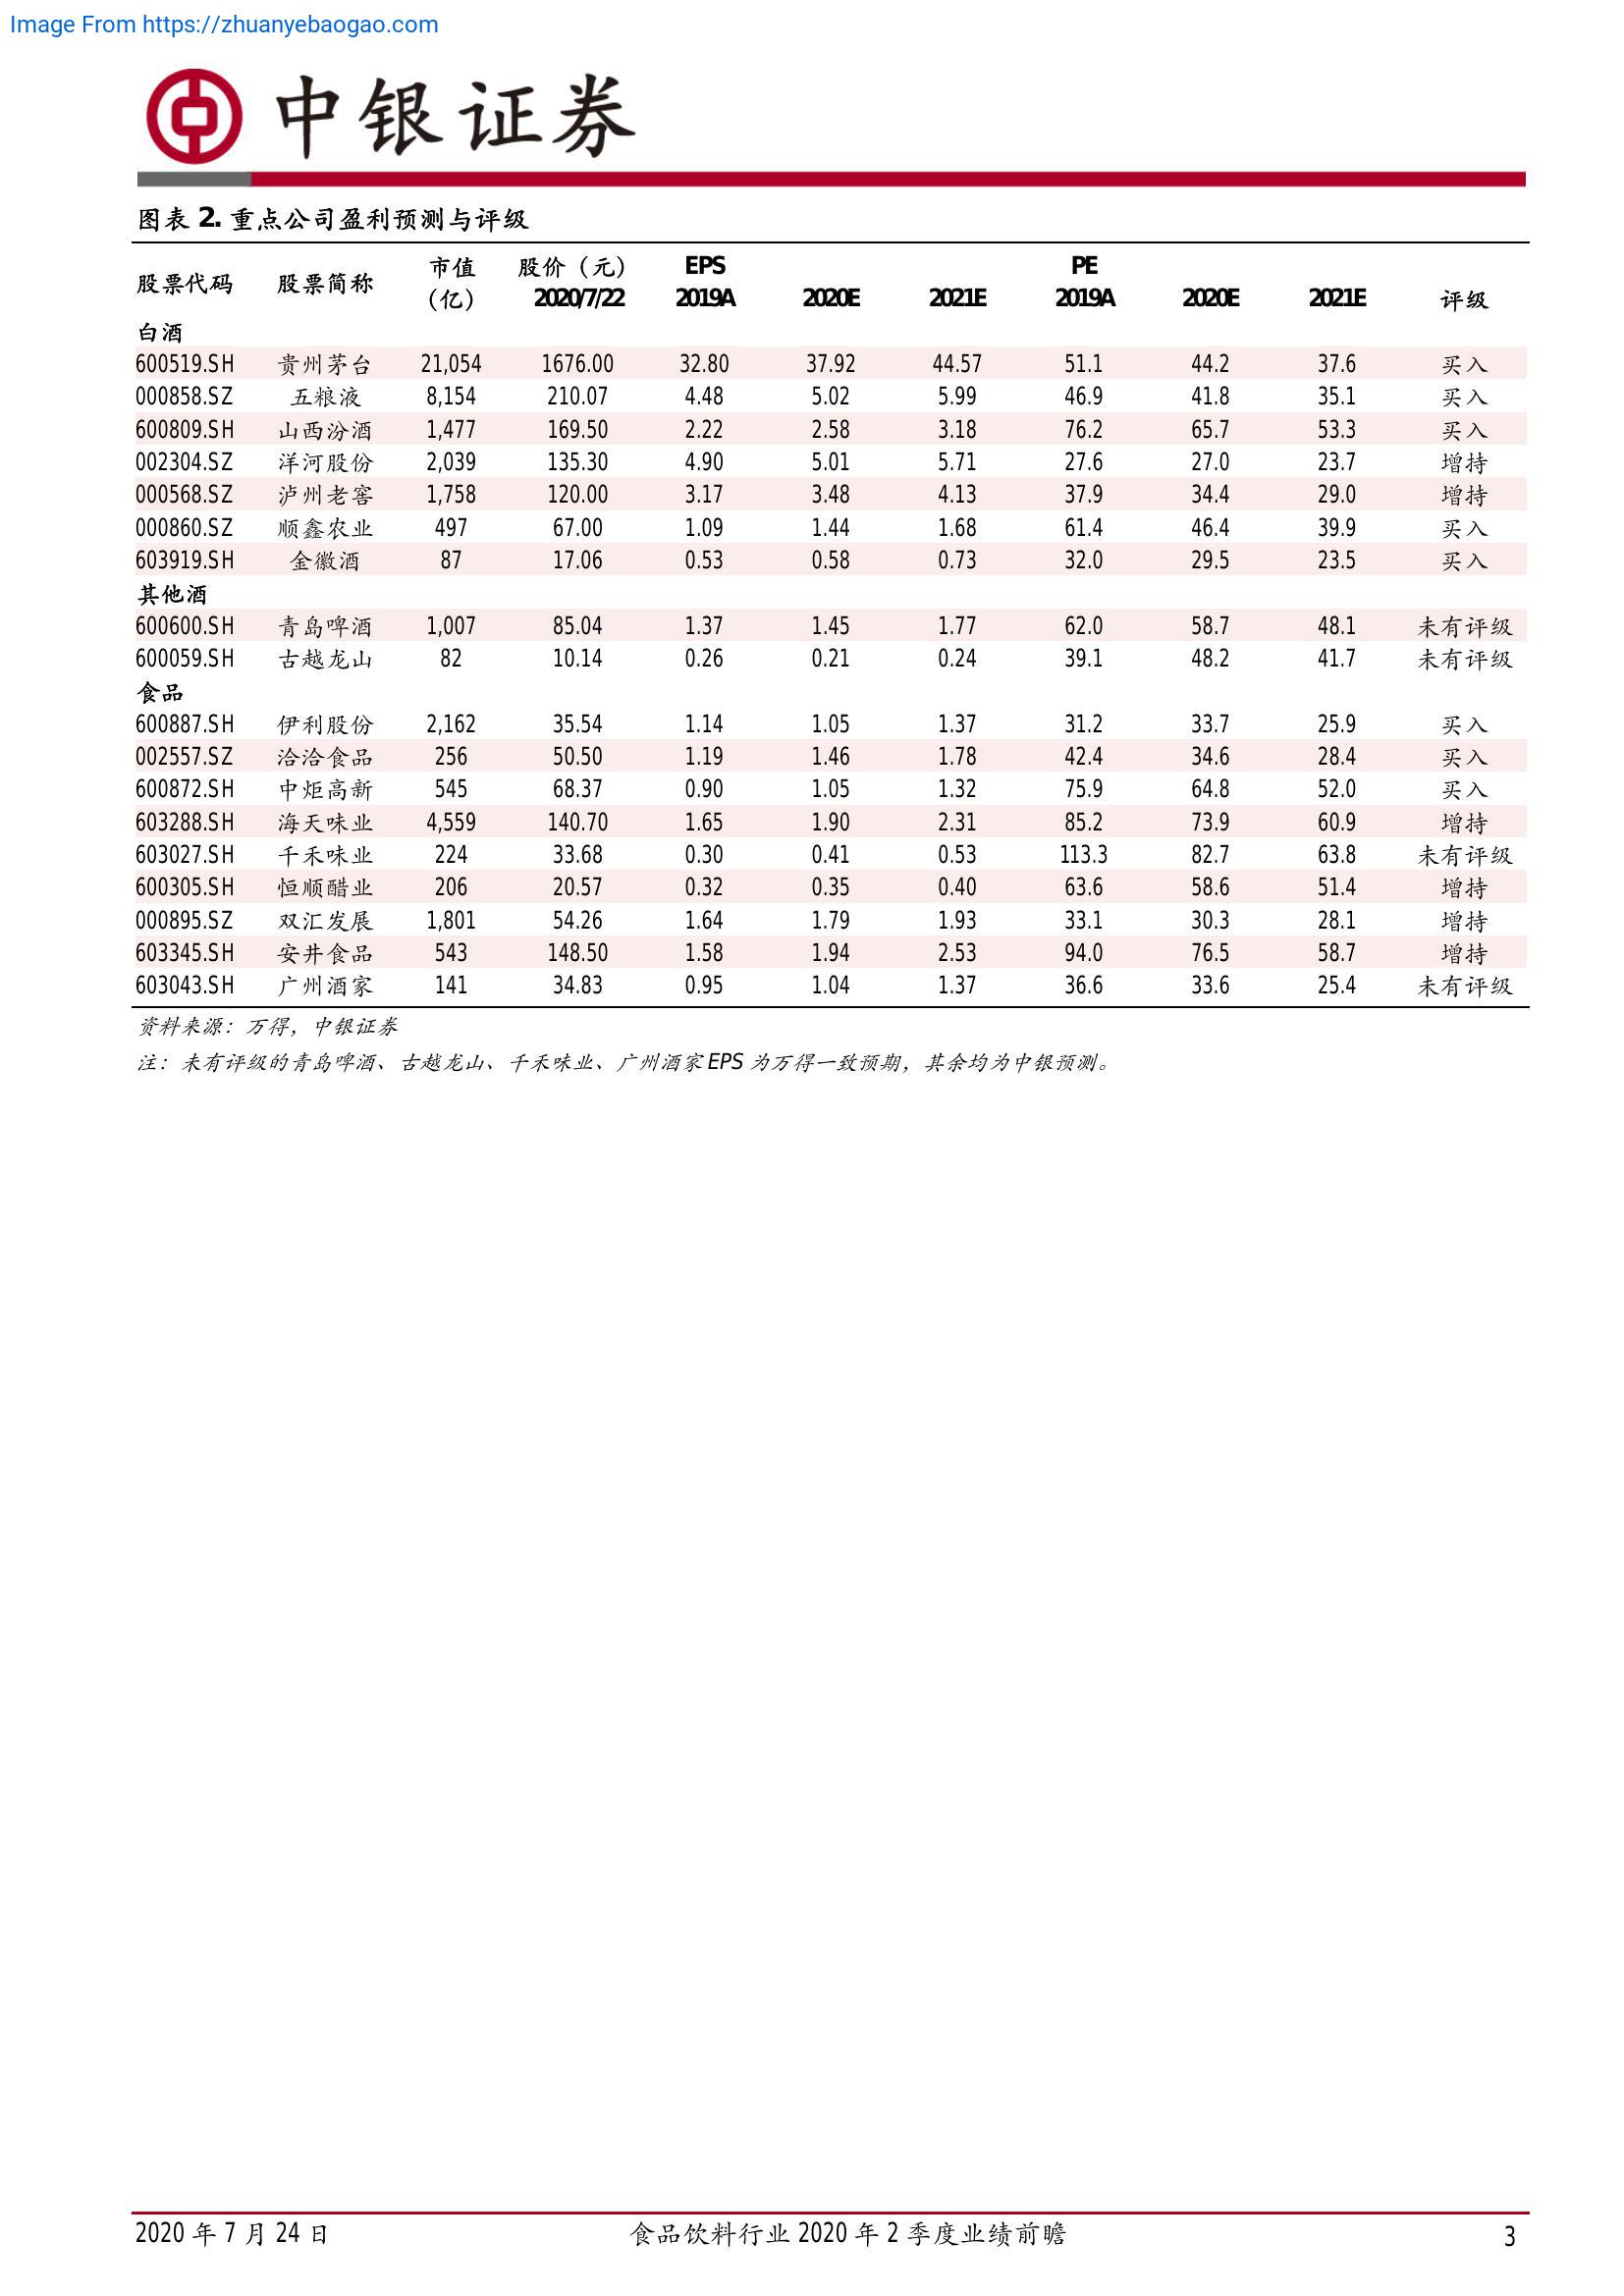 Image From https://zhuanyebaogao.com
中银证券
图表 2. 重点公司盈利预测与评级
股票代码 股票简称 市值（亿） 股价（元） 2020/7/22 EPS 2019A 2020E 2021E PE 2019A 2020E 2021E 评级
白酒
600519.SH 贵州茅台 21,054 1676.00 32.80 37.92 44.57 51.1 44.2 37.6 买入
000858.SZ 五粮液 8,154 210.07 4.48 5.02 5.99 46.9 41.8 35.1 买入
600809.SH 山西汾酒 1,477 169.50 2.22 2.58 3.18 76.2 65.7 53.3 买入
002304.SZ 洋河股份 2,039 135.30 4.90 5.01 5.71 27.6 27.0 23.7 增持
000568.SZ 泸州老窖 1,758 120.00 3.17 3.48 4.13 37.9 34.4 29.0 增持
000860.SZ 顺鑫农业 497 67.00 1.09 1.44 1.68 61.4 46.4 39.9 买入
603919.SH 金徽酒 87 17.06 0.53 0.58 0.73 32.0 29.5 23.5 买入
其他酒
600600.SH 青岛啤酒 1,007 85.04 1.37 1.45 1.77 62.0 58.7 48.1 未有评级
600059.SH 古越龙山 82 10.14 0.26 0.21 0.24 39.1 48.2 41.7 未有评级
食品
600887.SH 伊利股份 2,162 35.54 1.14 1.05 1.37 31.2 33.7 25.9 买入
002557.SZ 洽洽食品 256 50.50 1.19 1.46 1.78 42.4 34.6 28.4 买入
600872.SH 中炬高新 545 68.37 0.90 1.05 1.32 75.9 64.8 52.0 买入
603288.SH 海天味业 4,559 140.70 1.65 1.90 2.31 85.2 73.9 60.9 增持
603027.SH 千禾味业 224 33.68 0.30 0.41 0.53 113.3 82.7 63.8 未有评级
600305.SH 恒顺醋业 206 20.57 0.32 0.35 0.40 63.6 58.6 51.4 增持
000895.SZ 双汇发展 1,801 54.26 1.64 1.79 1.93 33.1 30.3 28.1 增持
603345.SH 安井食品 543 148.50 1.58 1.94 2.53 94.0 76.5 58.7 增持
603043.SH 广州酒家 141 34.83 0.95 1.04 1.37 36.6 33.6 25.4 未有评级
资料来源：万得，中银证券
注：未有评级的青岛啤酒、古越龙山、千禾味业、广州酒家EPS 为万得一致预期，其余均为中银预测。
2020 年 7 月 24 日 食品饮料行业 2020 年 2 季度业绩前瞻 3